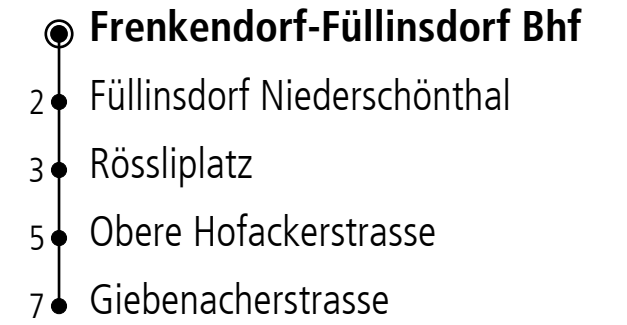 Frenkendorf-Füllinsdorf Bhf
2 Füllinsdorf Niederschönthal
3 Rössliplatz
5 Obere Hofackerstrasse
7 Giebenacherstrasse